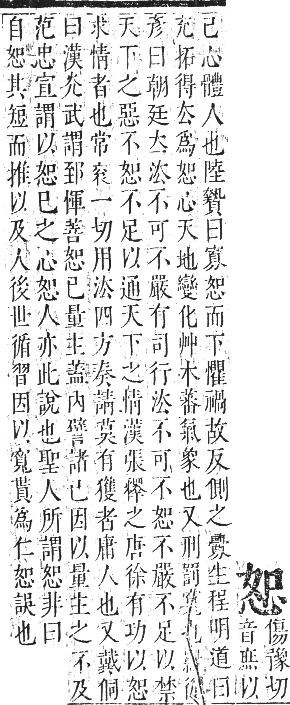 恕
傷豫切
音庶以
己心體人也陸贄曰寡恕而下懼禍故反側之釁生程明道曰
充拓得去爲恕心天地變化艸木蕃氣象也又刑罰寬也羅從
彥曰朝廷大法不可不嚴有司行法不可不恕不嚴不足以禁
天下之惡不恕不足以通天下之情漢張釋之唐徐有功以恕
求情者也常袞一切用法四方奏請莫有獲者庸人也又戴侗
曰漢光武謂郅惲善恕己量主蓋內譬諸己因以量主之不及
范忠宣謂以恕己之心恕人亦此說也聖人所謂恕非曰
自恕其短而推以及人後世循習因以寬貰爲仁恕誤也